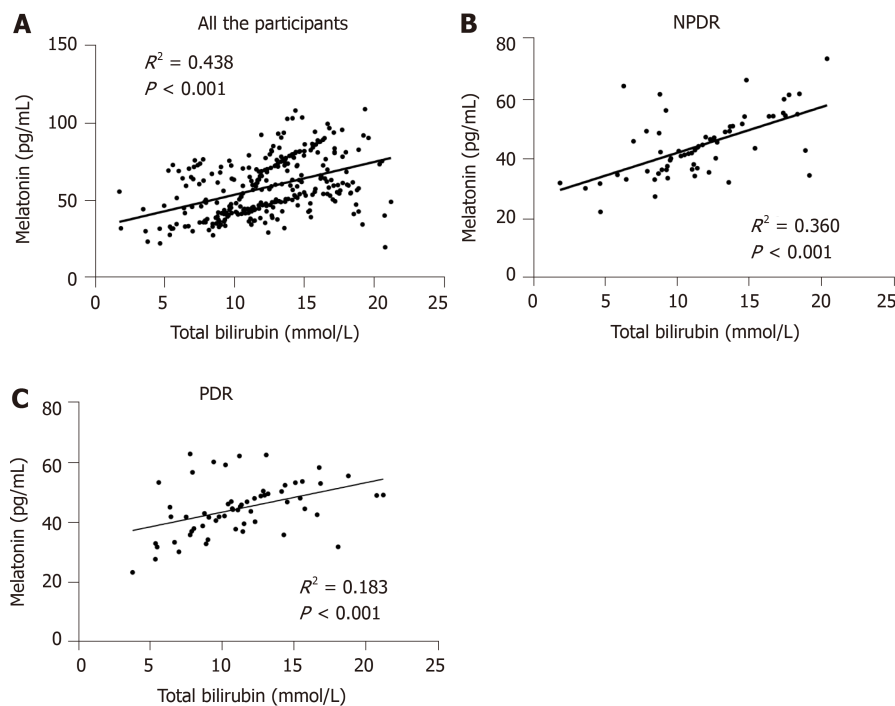 A
All the participants
150
100
50
0
Melatonin (pg/mL)
R² = 0.438
P < 0.001
0 5 10 15 20 25
Total bilirubin (mmol/L)
B
NPDR
80
60
40
20
0
Melatonin (pg/mL)
R² = 0.360
P < 0.001
0 5 10 15 20 25
Total bilirubin (mmol/L)
C
PDR
80
60
40
20
0
Melatonin (pg/mL)
R² = 0.183
P < 0.001
0 5 10 15 20 25
Total bilirubin (mmol/L)